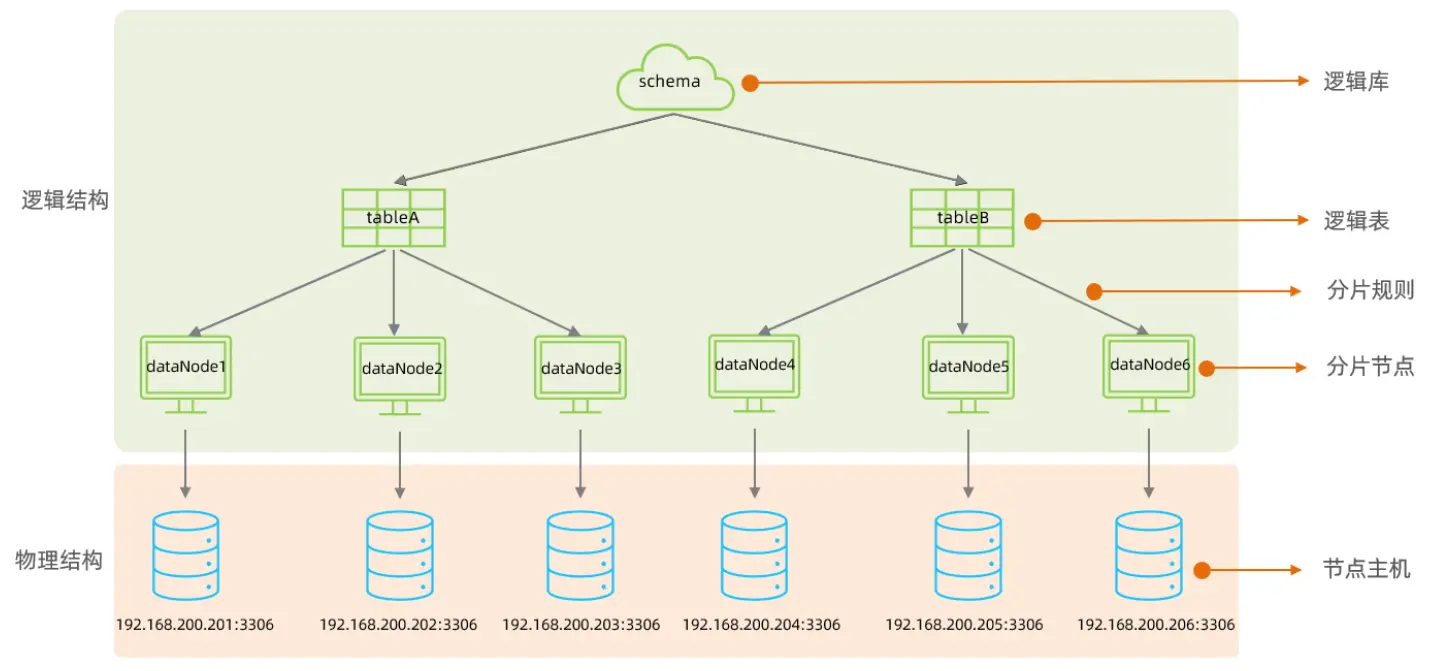 schema
逻辑库
逻辑结构
tableA
tableB
逻辑表
分片规则
dataNode1
dataNode2
dataNode3
dataNode4
dataNode5
dataNode6
分片节点
物理结构
节点主机
192.168.200.201:3306
192.168.200.202:3306
192.168.200.203:3306
192.168.200.204:3306
192.168.200.205:3306
192.168.200.206:3306